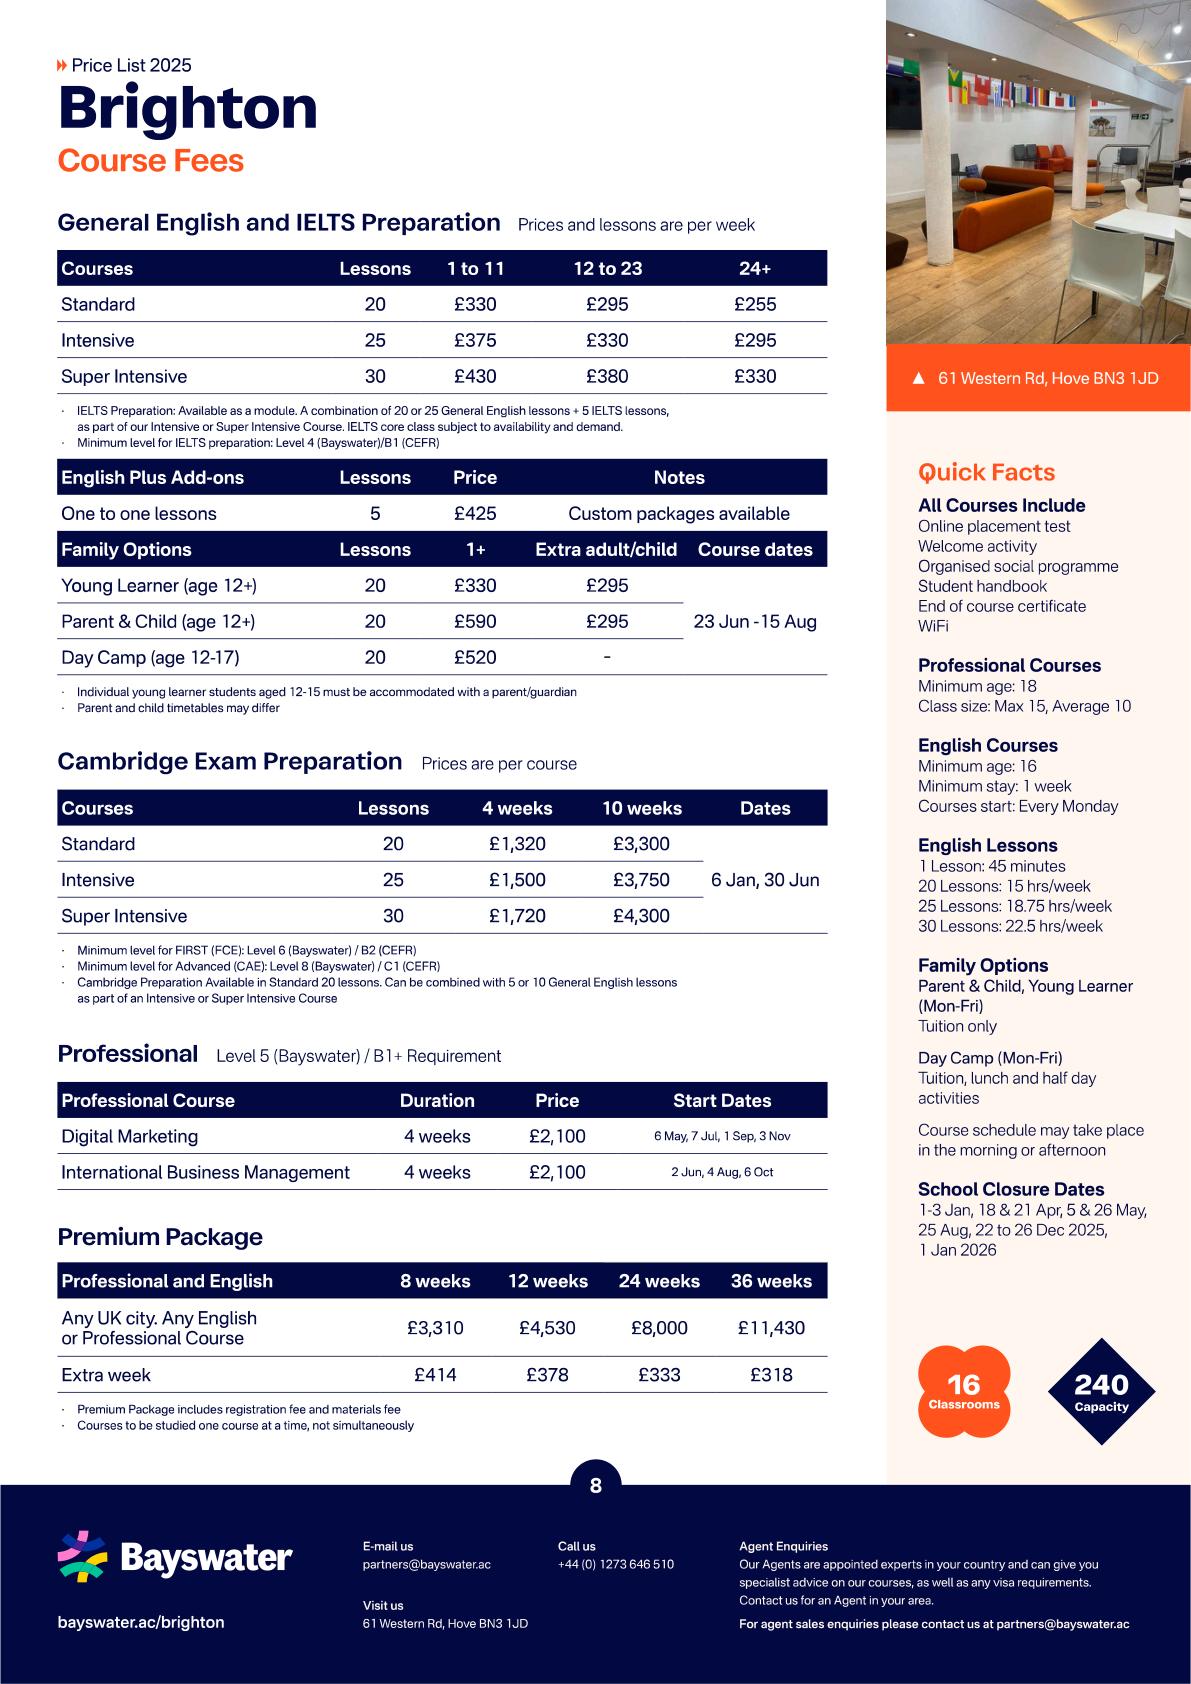 Price List 2025
Brighton
Course Fees
General English and IELTS Preparation Prices and lessons are per week
Courses Lessons 1 to 11 12 to 23 24+
Standard 20 £330 £295 £255
Intensive 25 £375 £330 £295
Super Intensive 30 £430 £380 £330
· IELTS Preparation: Available as a module. A combination of 20 or 25 General English lessons + 5 IELTS lessons,
as part of our Intensive or Super Intensive Course. IELTS core class subject to availability and demand.
· Minimum level for IELTS preparation: Level 4 (Bayswater)/B1 (CEFR)
English Plus Add-ons Lessons Price Notes
One to one lessons 5 £425 Custom packages available
Family Options Lessons 1+ Extra adult/child Course dates
Young Learner (age 12+) 20 £330 £295
Parent & Child (age 12+) 20 £590 £295 23 Jun - 15 Aug
Day Camp (age 12-17) 20 £520 -
· Individual young learner students aged 12-15 must be accommodated with a parent/guardian
· Parent and child timetables may differ
Cambridge Exam Preparation Prices are per course
Courses Lessons 4 weeks 10 weeks Dates
Standard 20 £1,320 £3,300
Intensive 25 £1,500 £3,750 6 Jan, 30 Jun
Super Intensive 30 £1,720 £4,300
· Minimum level for FIRST (FCE): Level 6 (Bayswater) / B2 (CEFR)
· Minimum level for Advanced (CAE): Level 8 (Bayswater) / C1 (CEFR)
· Cambridge Preparation Available in Standard 20 lessons. Can be combined with 5 or 10 General English lessons
as part of an Intensive or Super Intensive Course
Professional Level 5 (Bayswater) / B1+ Requirement
Professional Course Duration Price Start Dates
Digital Marketing 4 weeks £2,100 6 May, 7 Jul, 1 Sep, 3 Nov
International Business Management 4 weeks £2,100 2 Jun, 4 Aug, 6 Oct
Premium Package
Professional and English 8 weeks 12 weeks 24 weeks 36 weeks
Any UK city. Any English
or Professional Course £3,310 £4,530 £8,000 £11,430
Extra week £414 £378 £333 £318
· Premium Package includes registration fee and materials fee
· Courses to be studied one course at a time, not simultaneously
61 Western Rd, Hove BN3 1JD
Quick Facts
All Courses Include
Online placement test
Welcome activity
Organised social programme
Student handbook
End of course certificate
WiFi
Professional Courses
Minimum age: 18
Class size: Max 15, Average 10
English Courses
Minimum age: 16
Minimum stay: 1 week
Courses start: Every Monday
English Lessons
1 Lesson: 45 minutes
20 Lessons: 15 hrs/week
25 Lessons: 18.75 hrs/week
30 Lessons: 22.5 hrs/week
Family Options
Parent & Child, Young Learner
(Mon-Fri)
Tuition only
Day Camp (Mon-Fri)
Tuition, lunch and half day
activities
Course schedule may take place
in the morning or afternoon
School Closure Dates
1-3 Jan, 18 & 21 Apr, 5 & 26 May,
25 Aug, 22 to 26 Dec 2025,
1 Jan 2026
16
Classrooms
240
Capacity
8
Bayswater
bayswater.ac/brighton
E-mail us
partners@bayswater.ac
Visit us
61 Western Rd, Hove BN3 1JD
Call us
+44 (0) 1273 646 510
Agent Enquiries
Our Agents are appointed experts in your country and can give you
specialist advice on our courses, as well as any visa requirements.
Contact us for an Agent in your area.
For agent sales enquiries please contact us at partners@bayswater.ac